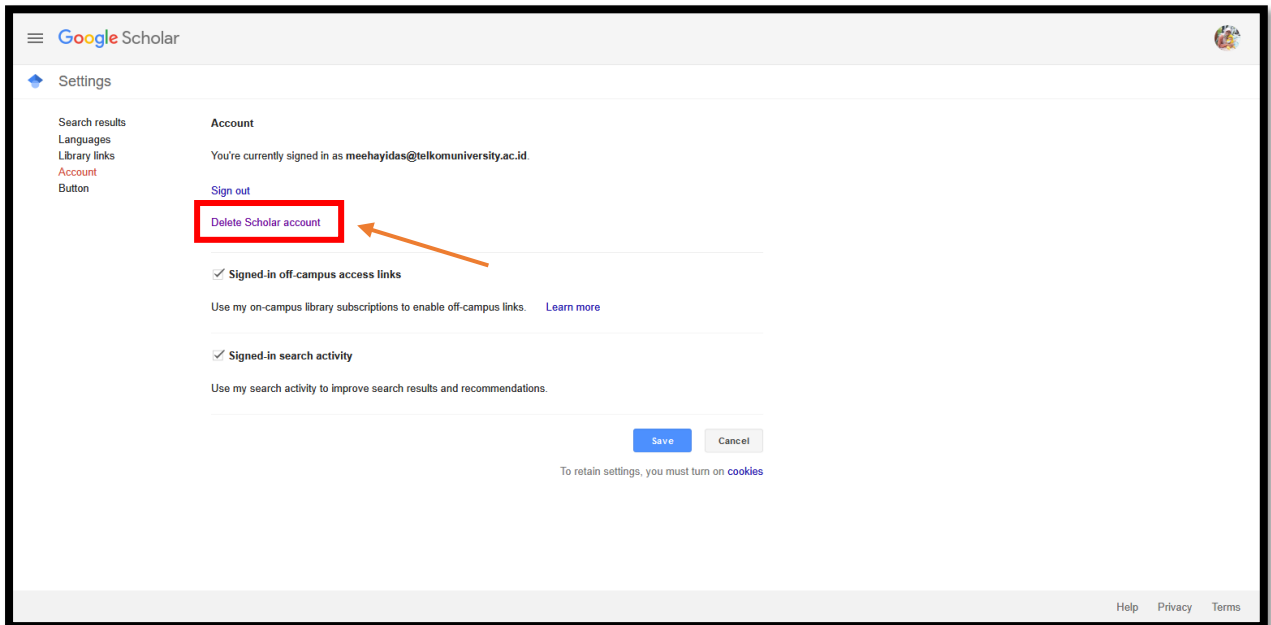 Google Scholar
Settings
Search results
Languages
Library links
Account
Button
Account
You're currently signed in as meehayidas@telkomuniversity.ac.id.
Sign out
Delete Scholar account
Signed-in off-campus access links
Use my on-campus library subscriptions to enable off-campus links. Learn more
Signed-in search activity
Use my search activity to improve search results and recommendations.
Save Cancel
To retain settings, you must turn on cookies
Help Privacy Terms